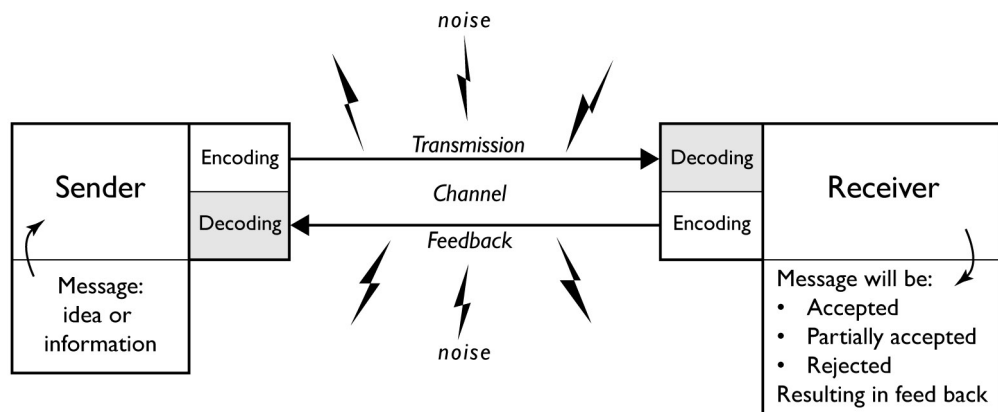 noise
Sender
Encoding
Decoding
Message:
idea or
information
Transmission
Channel
Feedback
noise
Decoding
Encoding
Receiver
Message will be:
• Accepted
• Partially accepted
• Rejected
Resulting in feed back